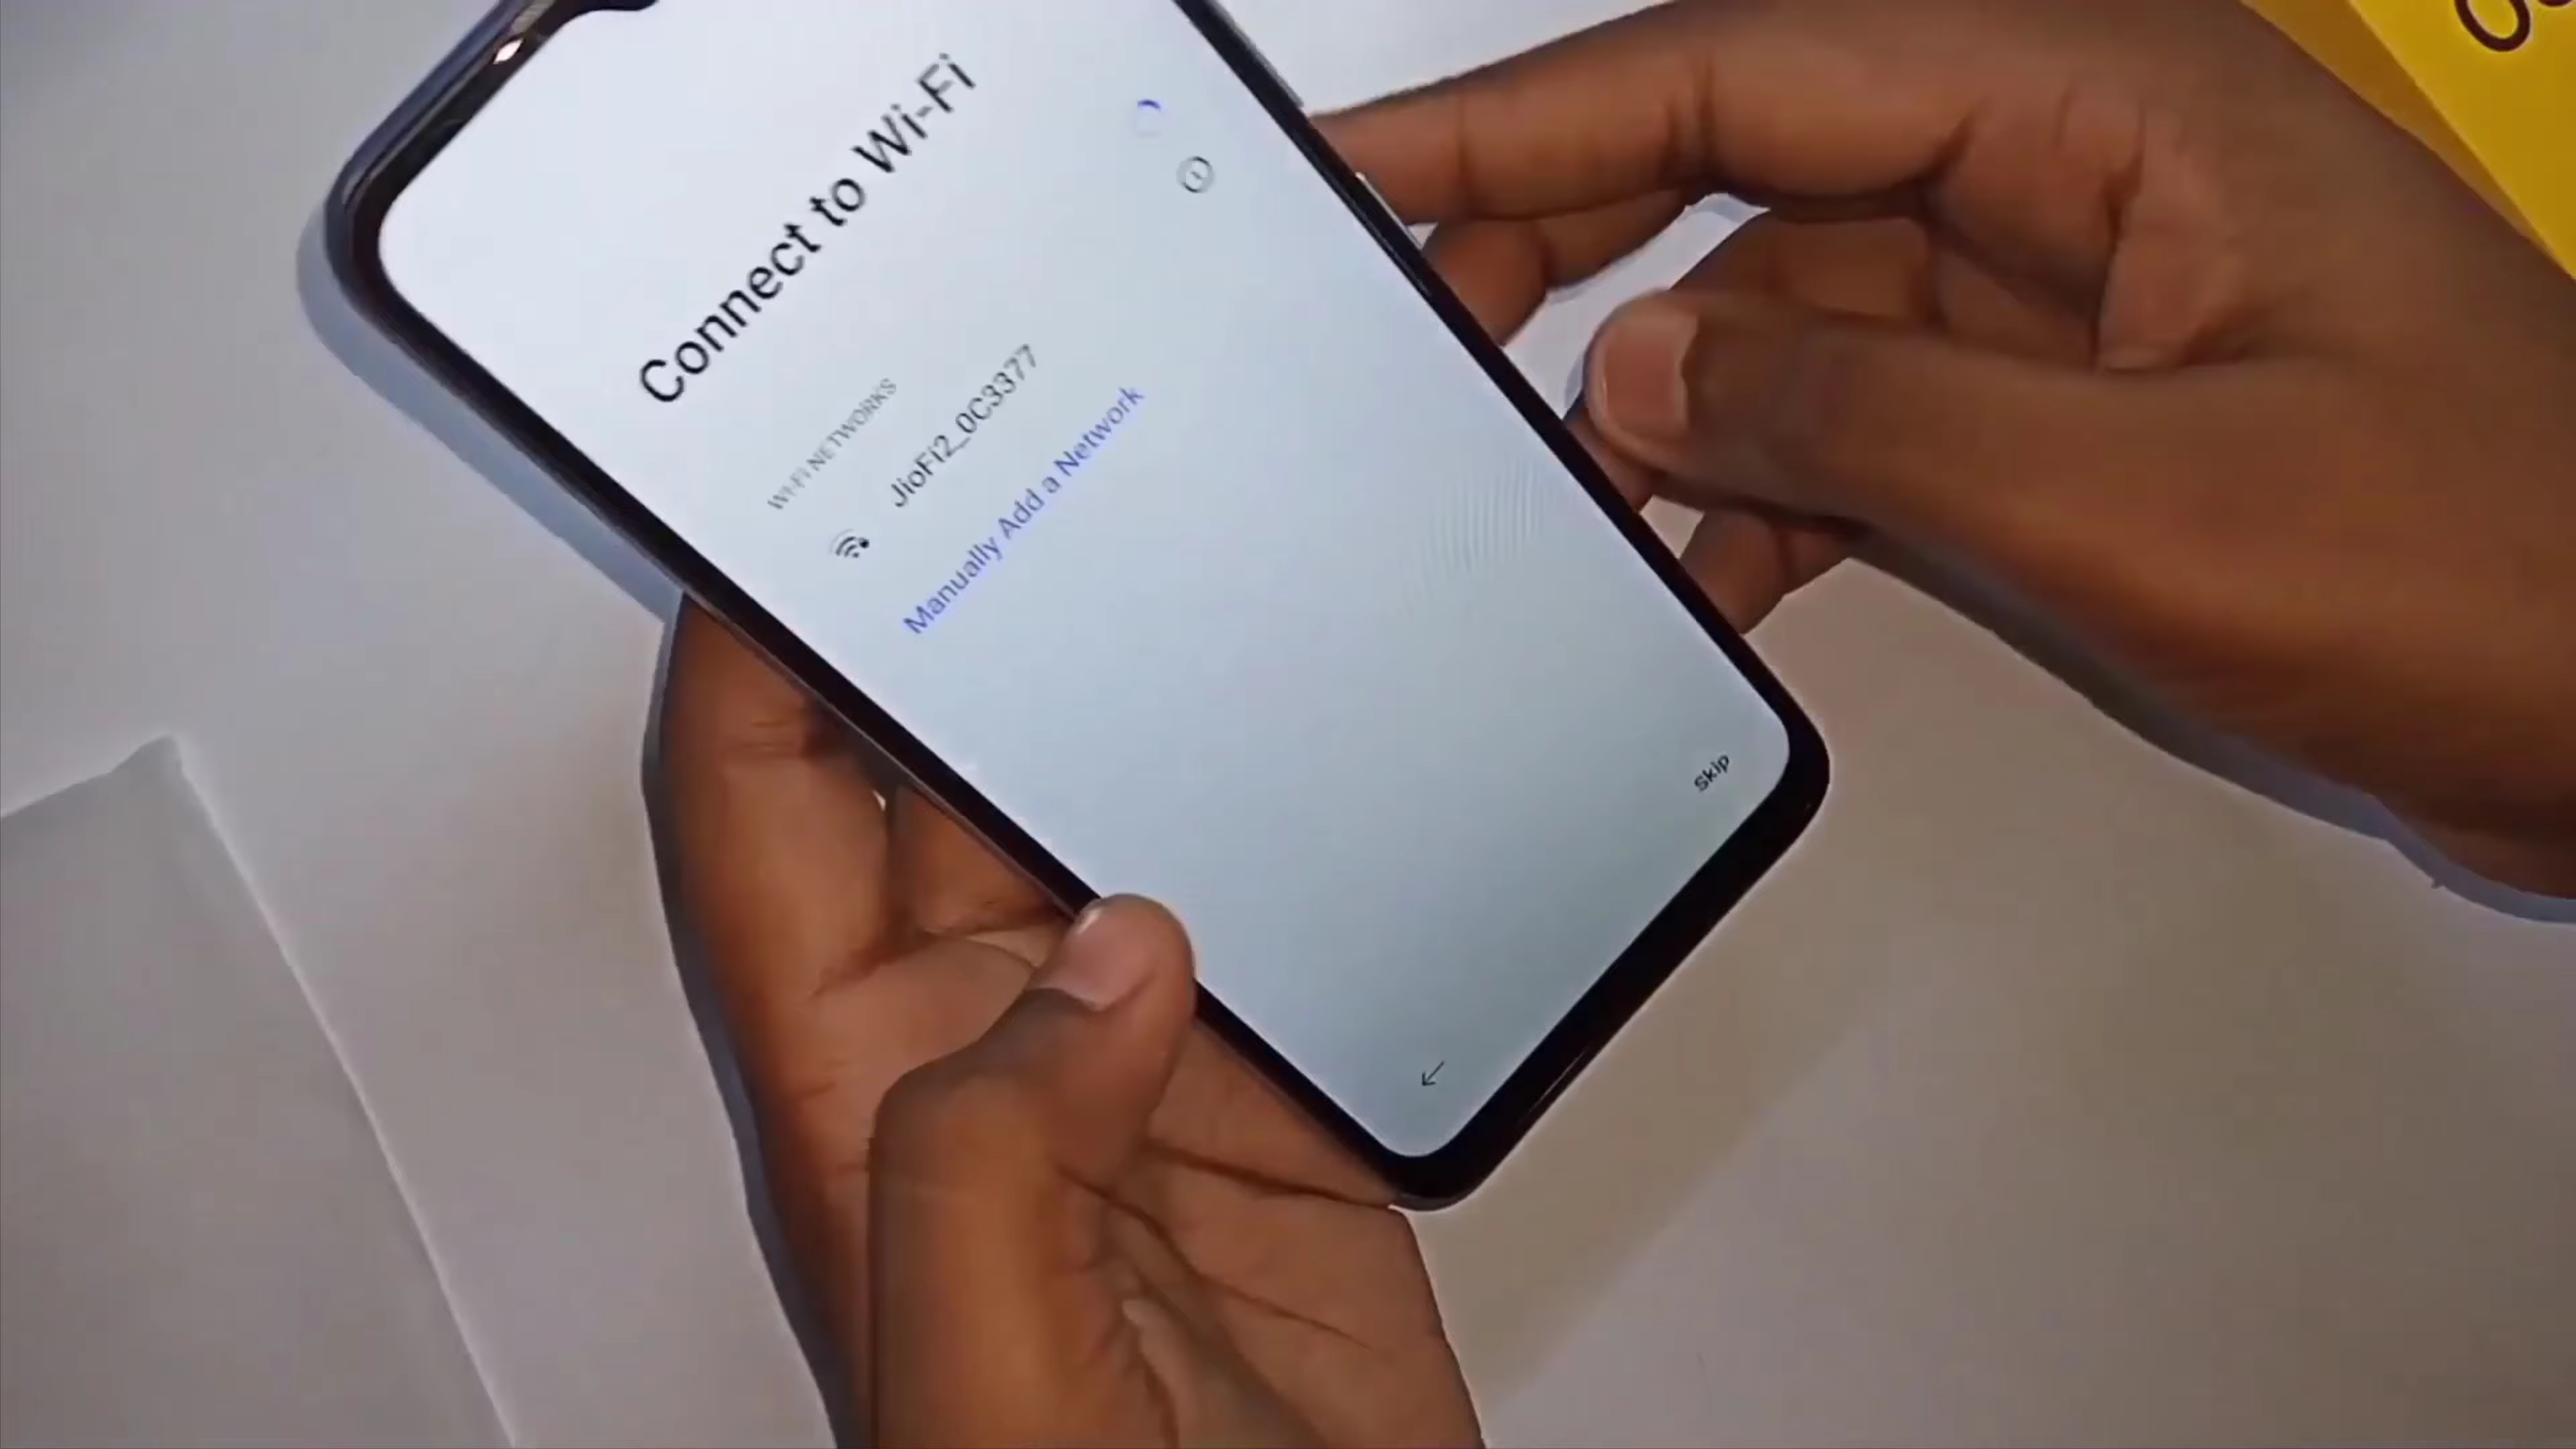 Connect to Wi-Fi
WI-FI NETWORKS
JioFi2_0C3377
Manually Add a Network
Skip